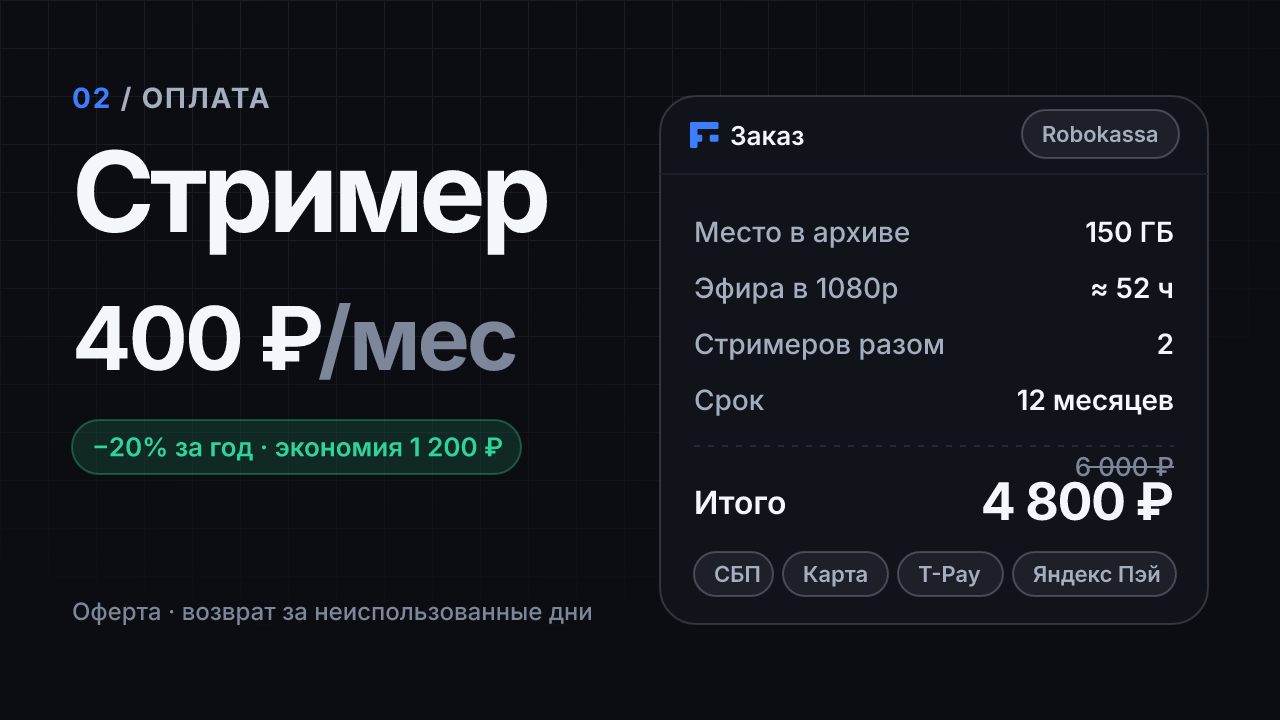 02 / ОПЛАТА
Стример
400 ₽/мес
−20% за год · экономия 1 200 ₽
Оферта · возврат за неиспользованные дни
Заказ
Robokassa
Место в архиве 150 ГБ
Эфира в 1080p ≈ 52 ч
Стримеров разом 2
Срок 12 месяцев
6 000 ₽
Итого 4 800 ₽
СБП Карта T-Pay Яндекс Пэй